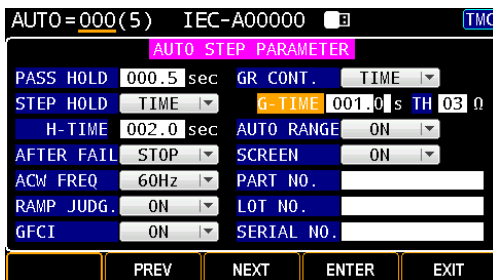 AUTO=000(5) IEC-A00000 TMC
AUTO STEP PARAMETER
PASS HOLD 000.5 sec GR CONT. TIME
STEP HOLD TIME G-TIME 001.0 s TH 03 Ω
H-TIME 002.0 sec AUTO RANGE ON
AFTER FAIL STOP SCREEN ON
ACW FREQ 60Hz PART NO.
RAMP JUDG. ON LOT NO.
GFCI ON SERIAL NO.
PREV NEXT ENTER EXIT